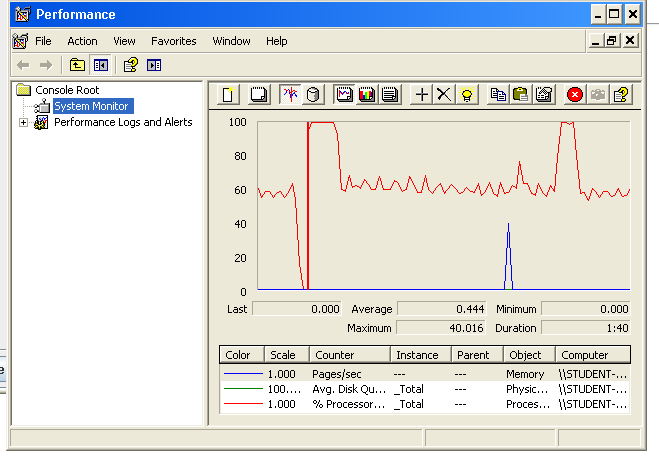 Performance
File Action View Favorites Window Help
Console Root
System Monitor
Performance Logs and Alerts
100
80
60
40
20
0
Last 0.000 Average 0.444 Minimum 0.000
Maximum 40.016 Duration 1:40
Color Scale Counter Instance Parent Object Computer
1.000 Pages/sec --- --- Memory \\STUDENT-...
100.... Avg. Disk Qu... _Total --- Physic... \\STUDENT-...
1.000 % Processor... _Total --- Proces... \\STUDENT-...